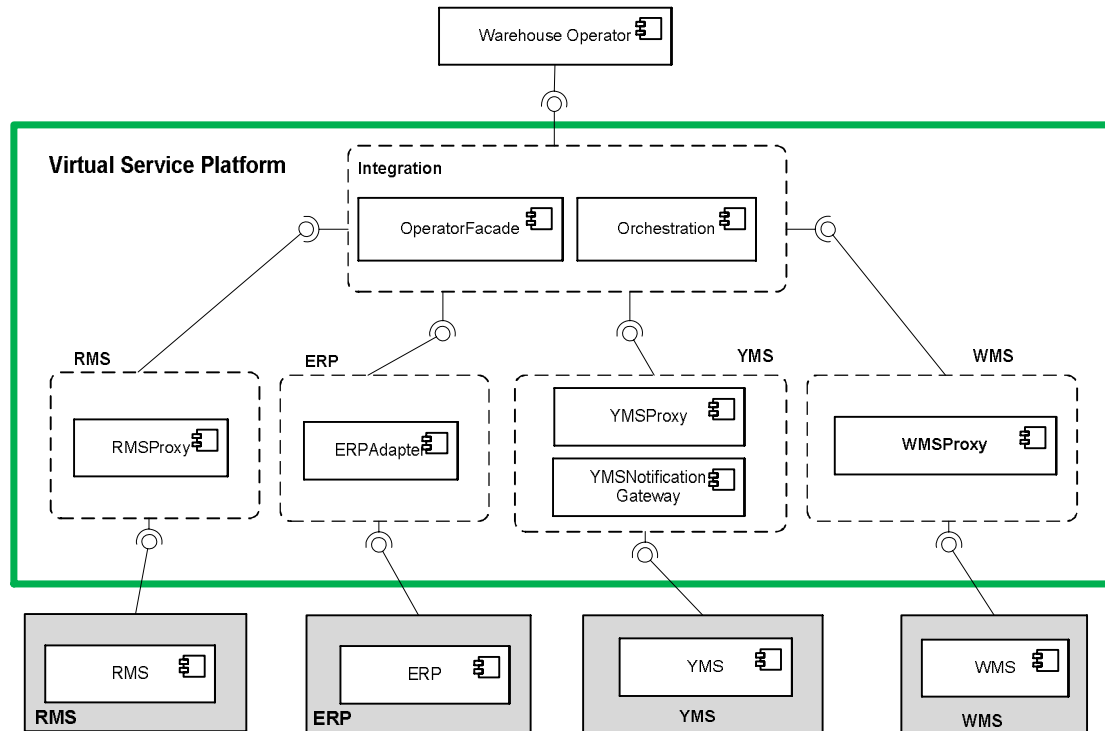 Warehouse Operator
Virtual Service Platform
Integration
OperatorFacade
Orchestration
RMS
ERP
YMS
WMS
RMSProxy
ERPAdapter
YMSProxy
YMSNotification
Gateway
WMSProxy
RMS
RMS
ERP
ERP
YMS
YMS
WMS
WMS